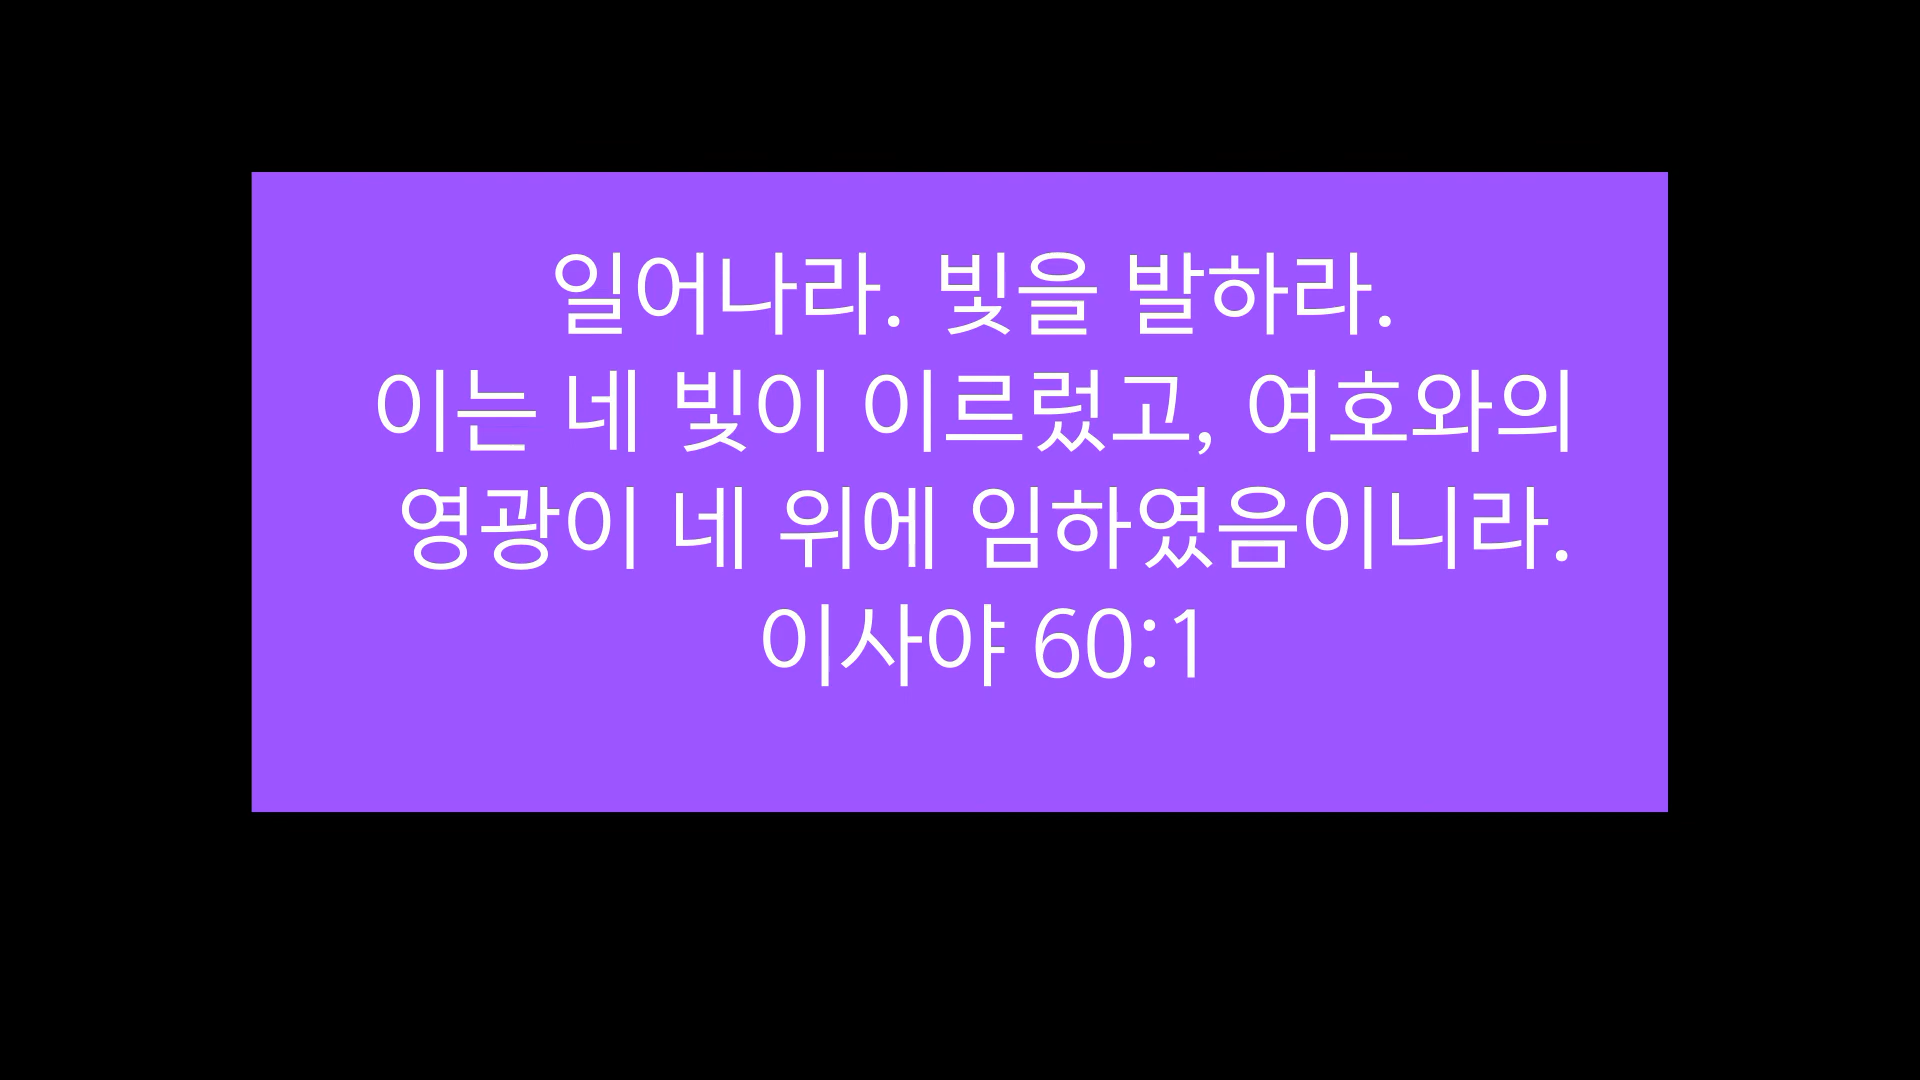 일어나라. 빛을 발하라.
이는 네 빛이 이르렀고, 여호와의
영광이 네 위에 임하였음이니라.
이사야 60:1